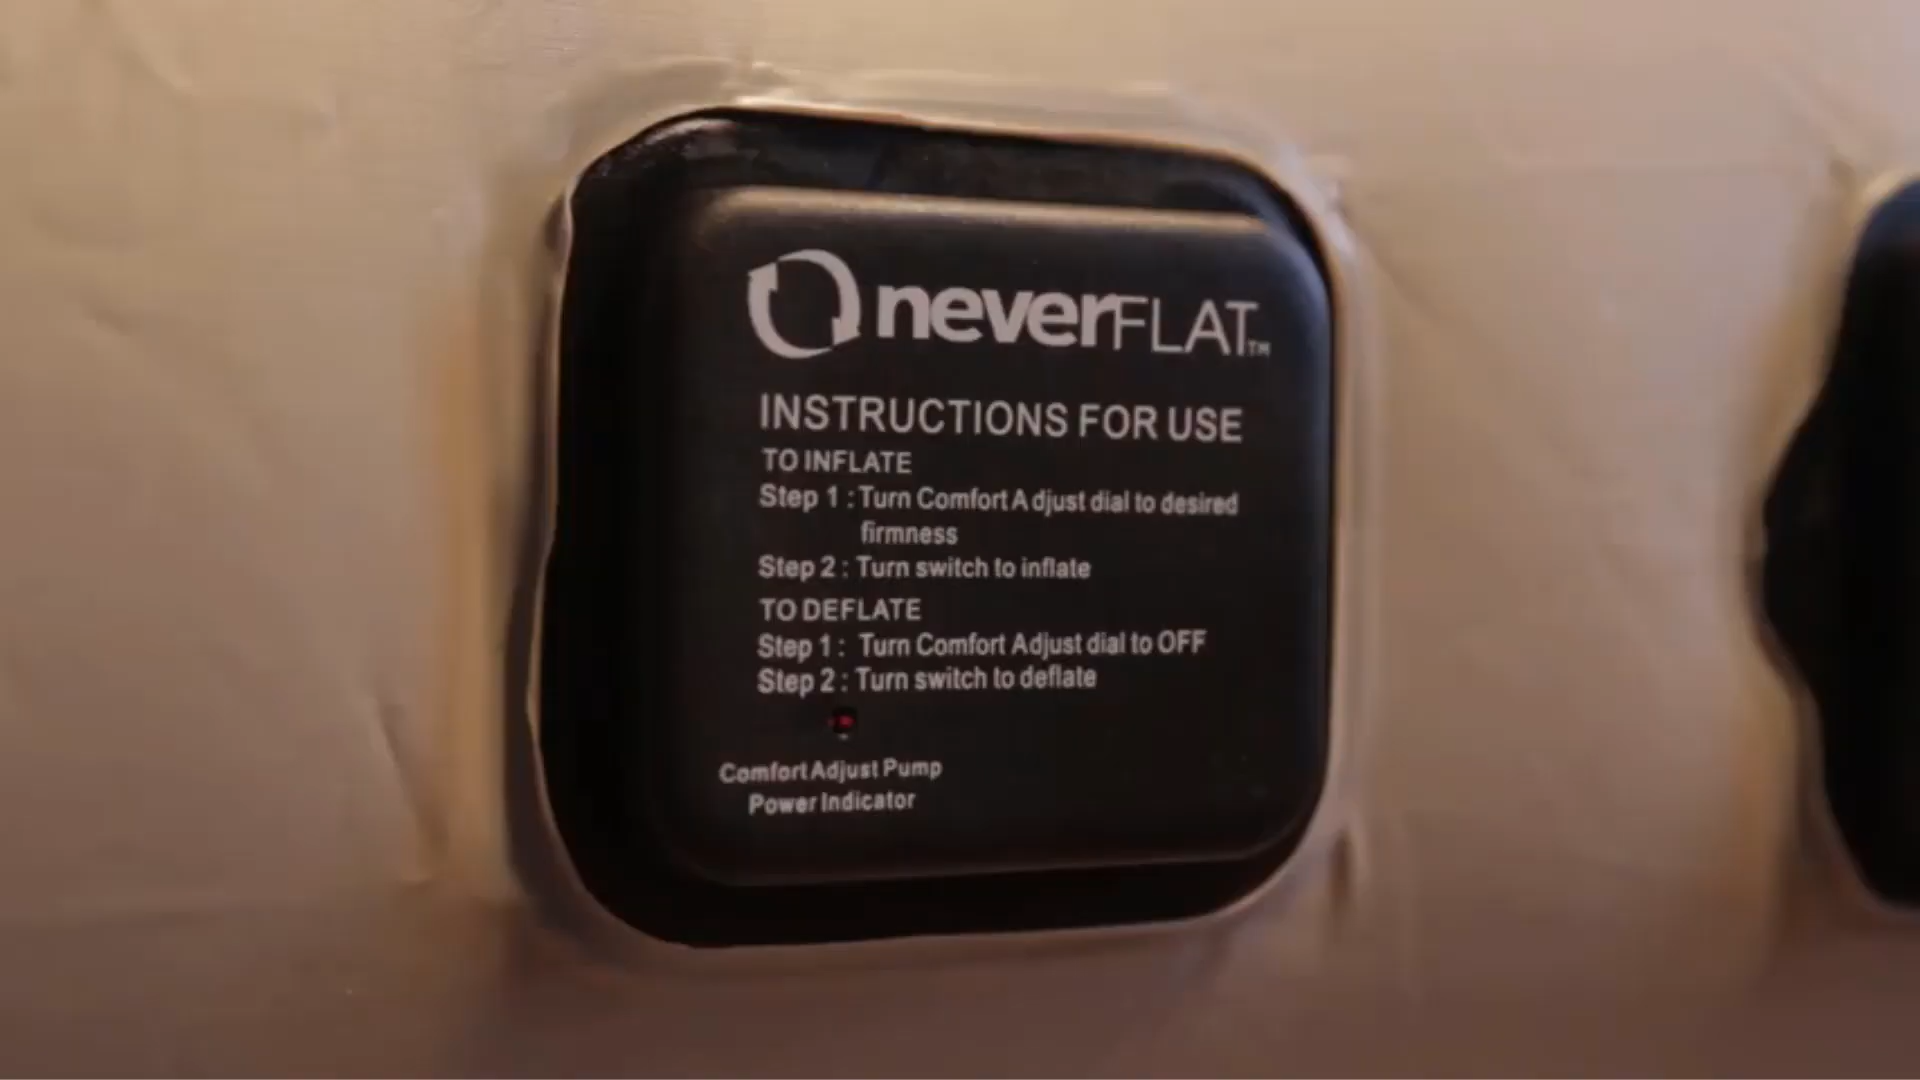 neverFLAT™
INSTRUCTIONS FOR USE
TO INFLATE
Step 1 : Turn Comfort Adjust dial to desired
firmness
Step 2 : Turn switch to inflate
TO DEFLATE
Step 1 : Turn Comfort Adjust dial to OFF
Step 2 : Turn switch to deflate
Comfort Adjust Pump
Power Indicator